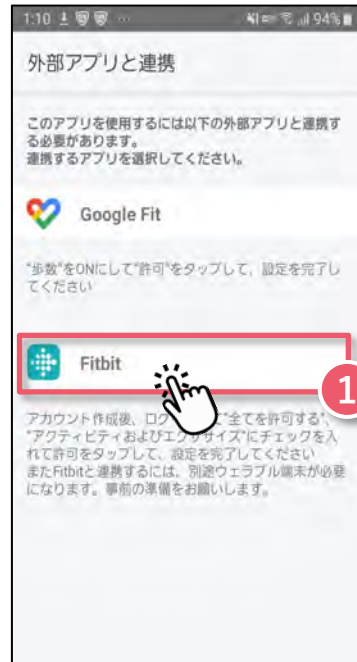 1:10 94%
外部アプリと連携
このアプリを使用するには以下の外部アプリと連携す
る必要があります。
連携するアプリを選択してください。
Google Fit
"歩数"をONにして"許可"をタップして，設定を完了し
てください
Fitbit
1
アカウント作成後、ログ て"全てを許可する"、
"アクティビティおよびエクササイズ"にチェックを入
れて許可をタップして、設定を完了してください
またFitbitと連携するには、別途ウェラブル端末が必要
になります。事前の準備をお願いします。